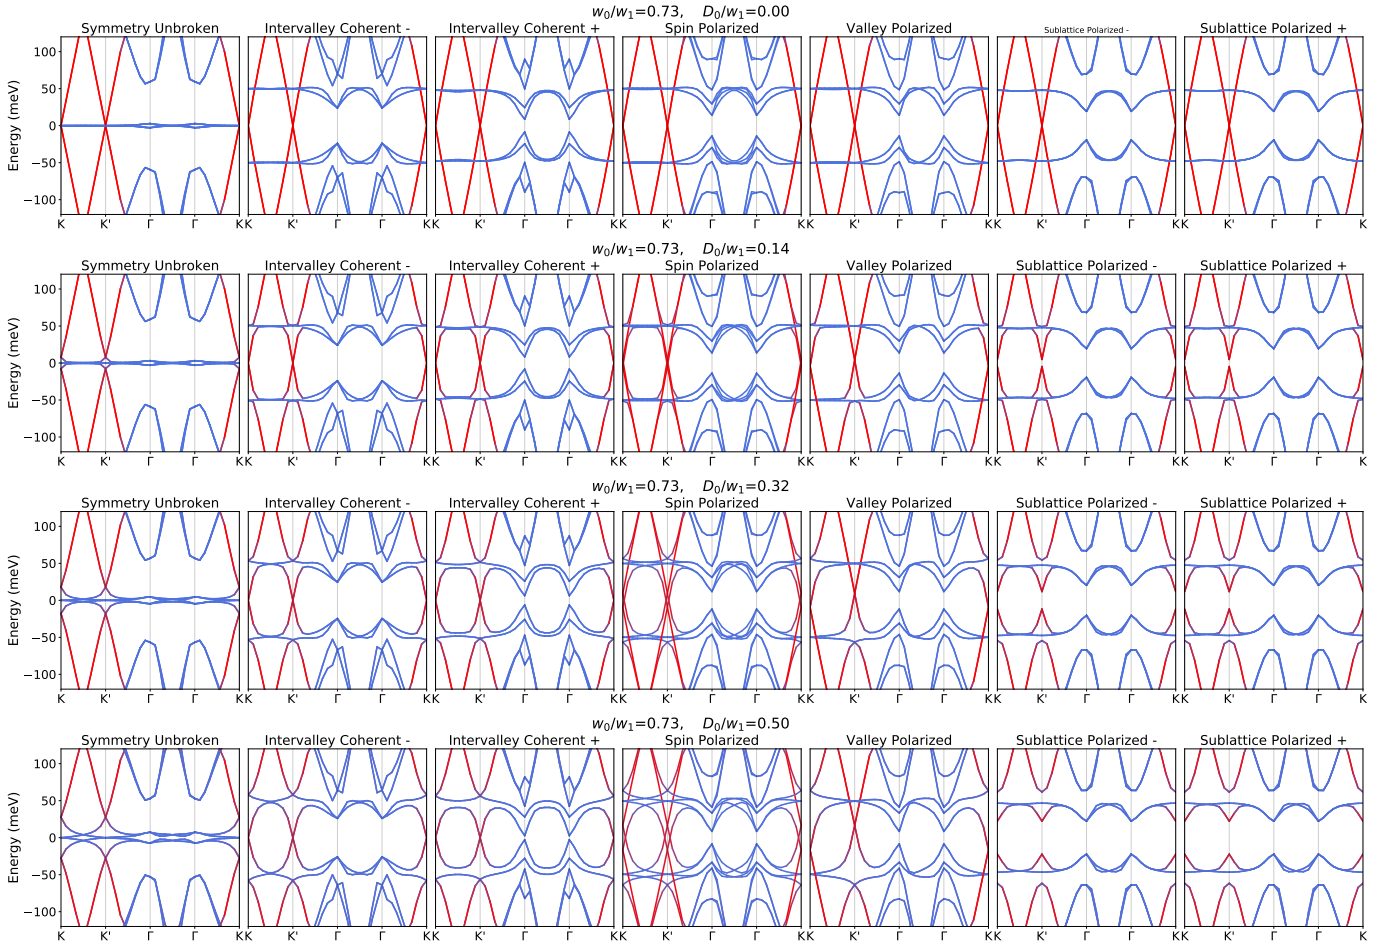 w₀/w₁=0.73, D₀/w₁=0.00
Symmetry Unbroken Intervalley Coherent - Intervalley Coherent + Spin Polarized Valley Polarized Sublattice Polarized - Sublattice Polarized +
Energy (meV)
100
50
0
−50
−100
K K' Γ Γ K K K' Γ Γ K K K' Γ Γ K K K' Γ Γ K K K' Γ Γ K K K' Γ Γ K K K' Γ Γ K
w₀/w₁=0.73, D₀/w₁=0.14
Symmetry Unbroken Intervalley Coherent - Intervalley Coherent + Spin Polarized Valley Polarized Sublattice Polarized - Sublattice Polarized +
Energy (meV)
100
50
0
−50
−100
K K' Γ Γ K K K' Γ Γ K K K' Γ Γ K K K' Γ Γ K K K' Γ Γ K K K' Γ Γ K K K' Γ Γ K
w₀/w₁=0.73, D₀/w₁=0.32
Symmetry Unbroken Intervalley Coherent - Intervalley Coherent + Spin Polarized Valley Polarized Sublattice Polarized - Sublattice Polarized +
Energy (meV)
100
50
0
−50
−100
K K' Γ Γ K K K' Γ Γ K K K' Γ Γ K K K' Γ Γ K K K' Γ Γ K K K' Γ Γ K K K' Γ Γ K
w₀/w₁=0.73, D₀/w₁=0.50
Symmetry Unbroken Intervalley Coherent - Intervalley Coherent + Spin Polarized Valley Polarized Sublattice Polarized - Sublattice Polarized +
Energy (meV)
100
50
0
−50
−100
K K' Γ Γ K K K' Γ Γ K K K' Γ Γ K K K' Γ Γ K K K' Γ Γ K K K' Γ Γ K K K' Γ Γ K